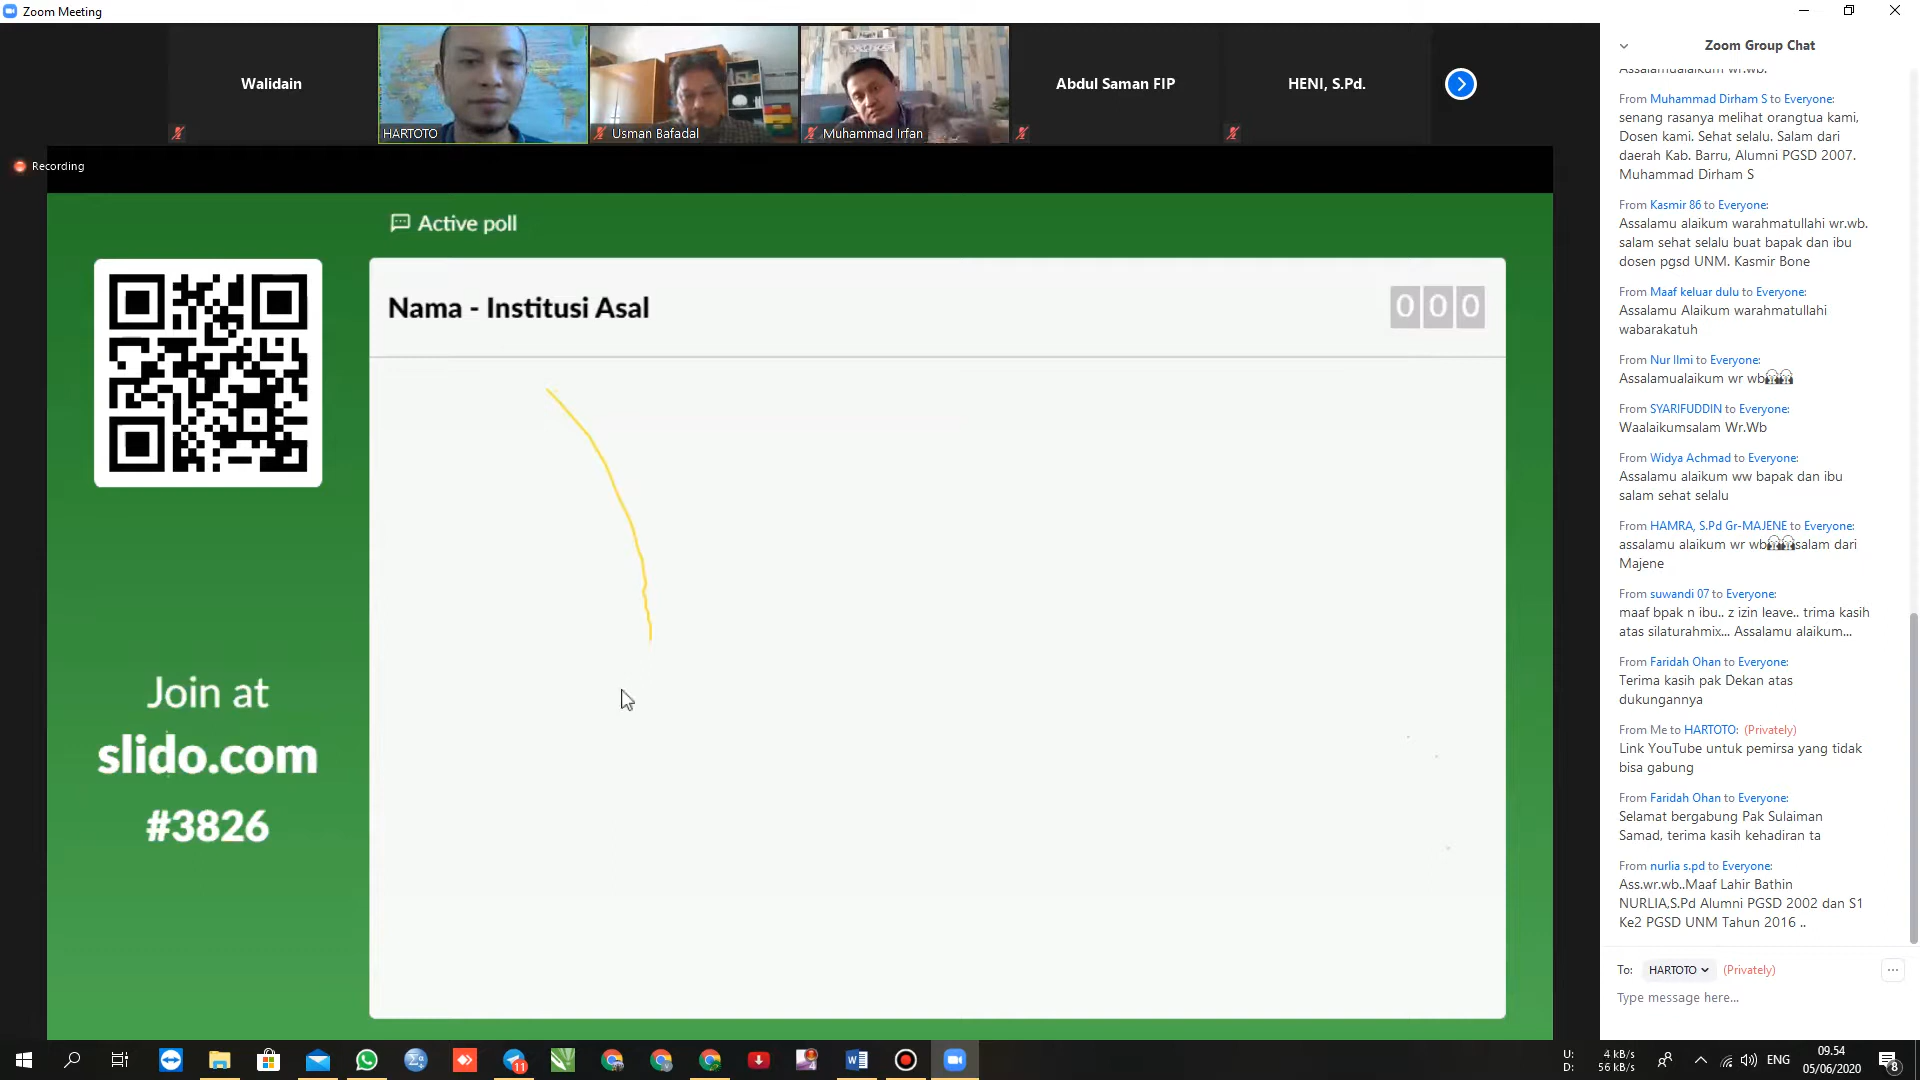 Zoom Meeting
Walidain
HARTOTO
Usman Bafadal
Muhammad Irfan
Abdul Saman FIP
HENI, S.Pd.
Recording
Active poll
Nama - Institusi Asal
000
Join at
slido.com
#3826
Zoom Group Chat
Assalamualaikum wr.wb.
From Muhammad Dirham S to Everyone:
senang rasanya melihat orangtua kami,
Dosen kami. Sehat selalu. Salam dari
daerah Kab. Barru, Alumni PGSD 2007.
Muhammad Dirham S
From Kasmir 86 to Everyone:
Assalamu alaikum warahmatullahi wr.wb.
salam sehat selalu buat bapak dan ibu
dosen pgsd UNM. Kasmir Bone
From Maaf keluar dulu to Everyone:
Assalamu Alaikum warahmatullahi
wabarakatuh
From Nur Ilmi to Everyone:
Assalamualaikum wr wb
From SYARIFUDDIN to Everyone:
Waalaikumsalam Wr.Wb
From Widya Achmad to Everyone:
Assalamu alaikum ww bapak dan ibu
salam sehat selalu
From HAMRA, S.Pd Gr-MAJENE to Everyone:
assalamu alaikum wr wb salam dari
Majene
From suwandi 07 to Everyone:
maaf bpak n ibu.. z izin leave.. trima kasih
atas silaturahmix... Assalamu alaikum...
From Faridah Ohan to Everyone:
Terima kasih pak Dekan atas
dukungannya
From Me to HARTOTO: (Privately)
Link YouTube untuk pemirsa yang tidak
bisa gabung
From Faridah Ohan to Everyone:
Selamat bergabung Pak Sulaiman
Samad, terima kasih kehadiran ta
From nurlia s.pd to Everyone:
Ass.wr.wb..Maaf Lahir Bathin
NURLIA,S.Pd Alumni PGSD 2002 dan S1
Ke2 PGSD UNM Tahun 2016 ..
To: HARTOTO (Privately)
Type message here...
11
4
U: 4 kB/s
D: 56 kB/s
ENG
09.54
05/06/2020
8